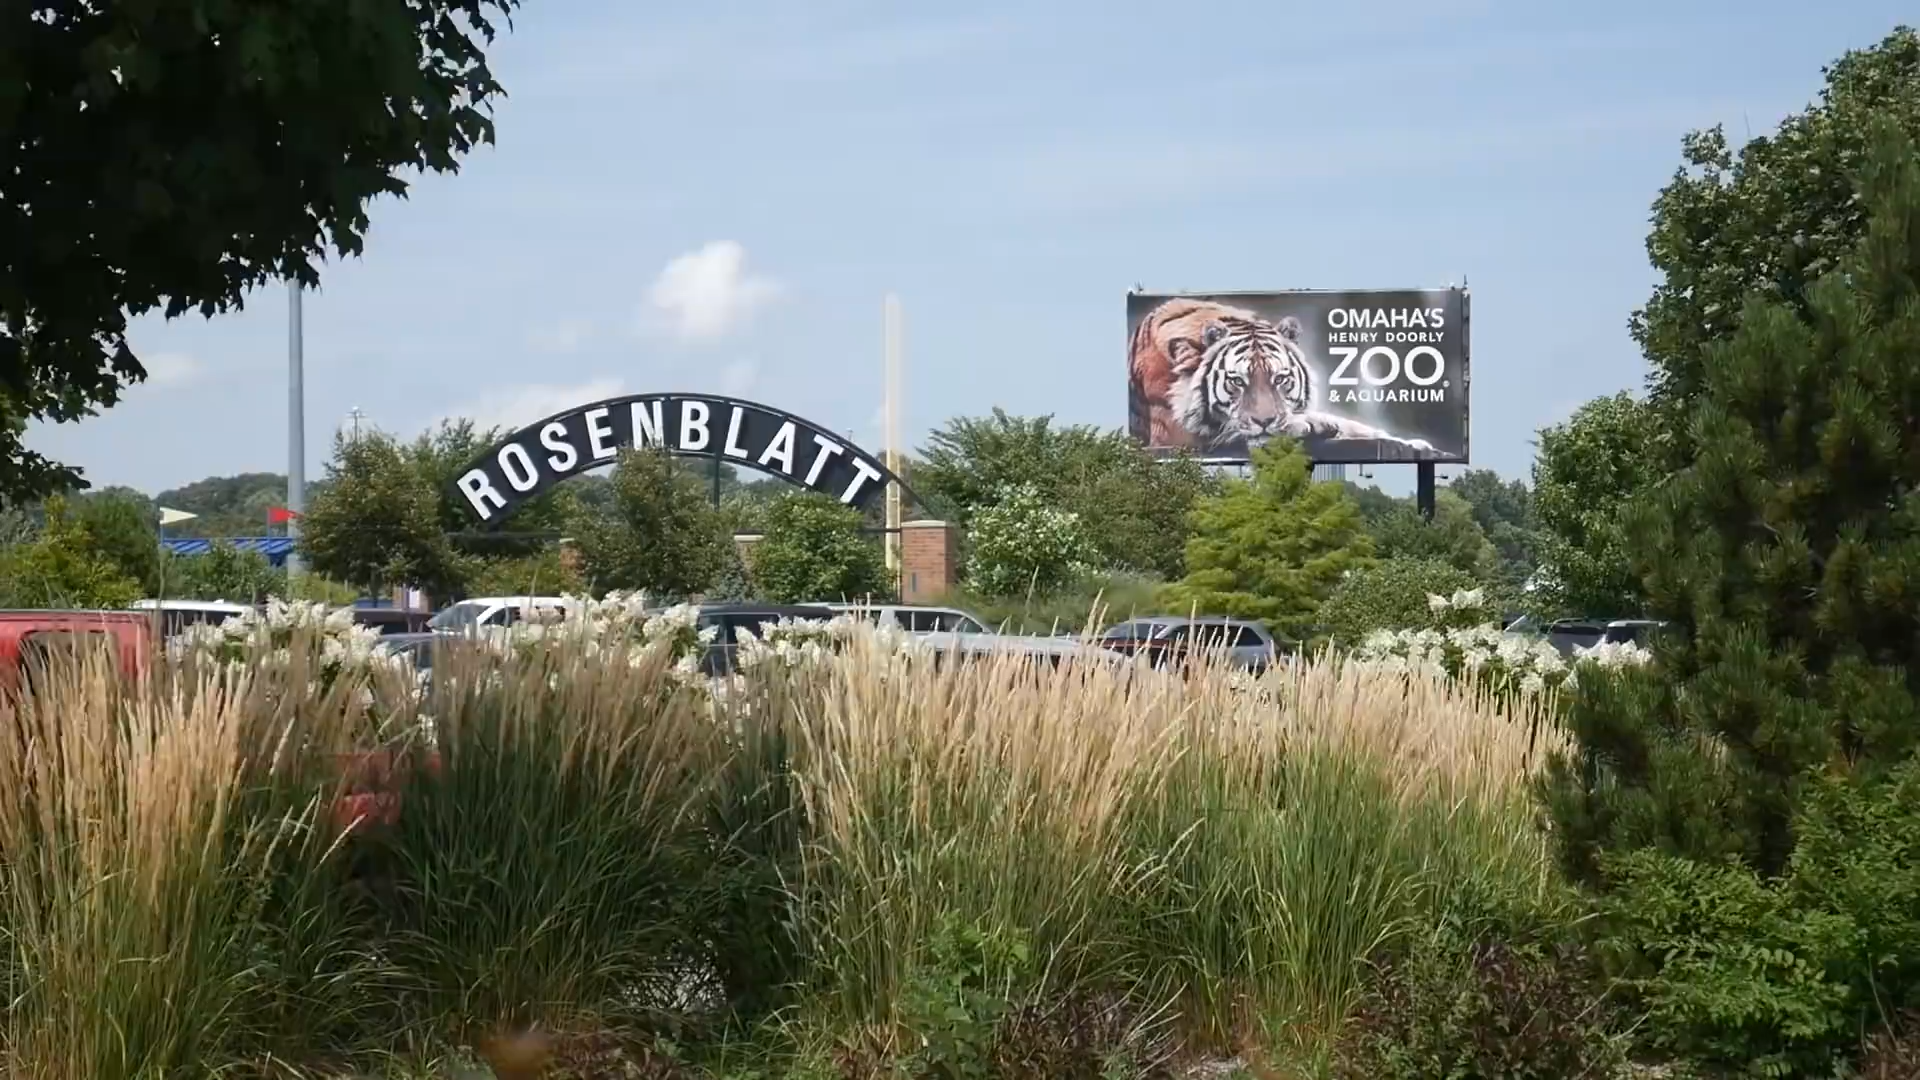 ROSENBLATT
OMAHA'S
HENRY DOORLY
ZOO®
& AQUARIUM